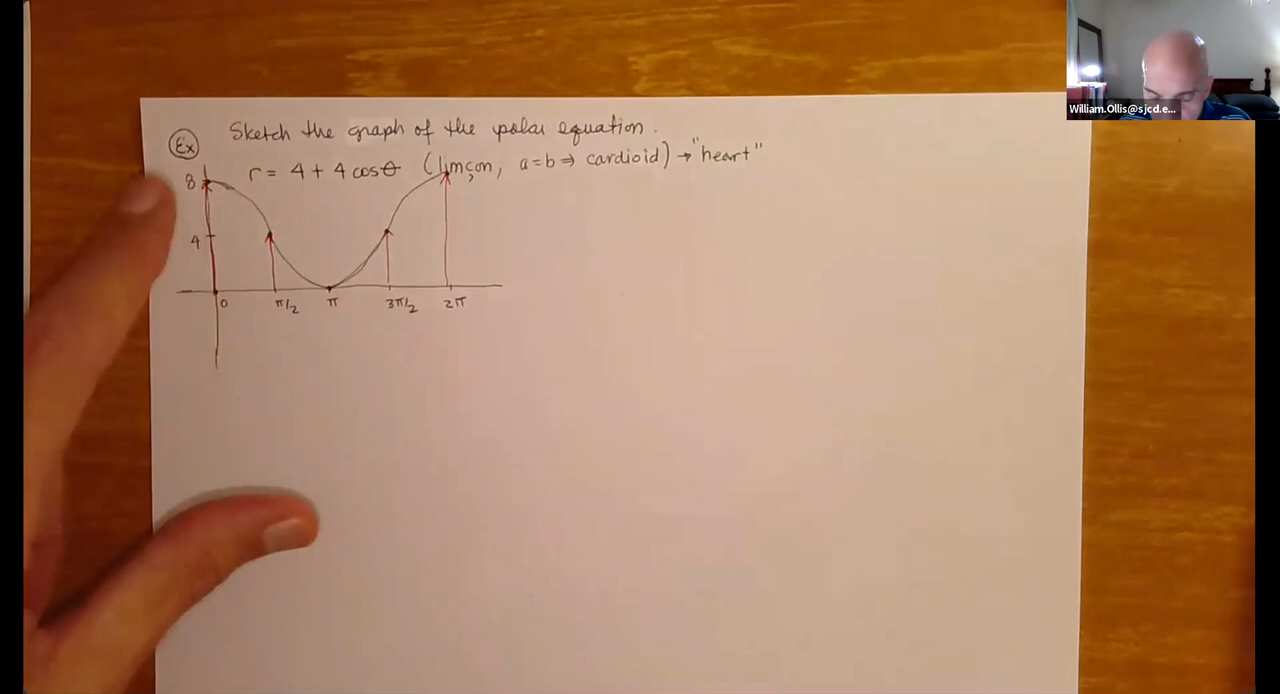 Ex Sketch the graph of the polar equation.
r = 4 + 4 cosθ (limçon, a=b ⇒ cardioid) → "heart"
8
4
0 π/2 π 3π/2 2π
William.Ollis@sjcd.e...